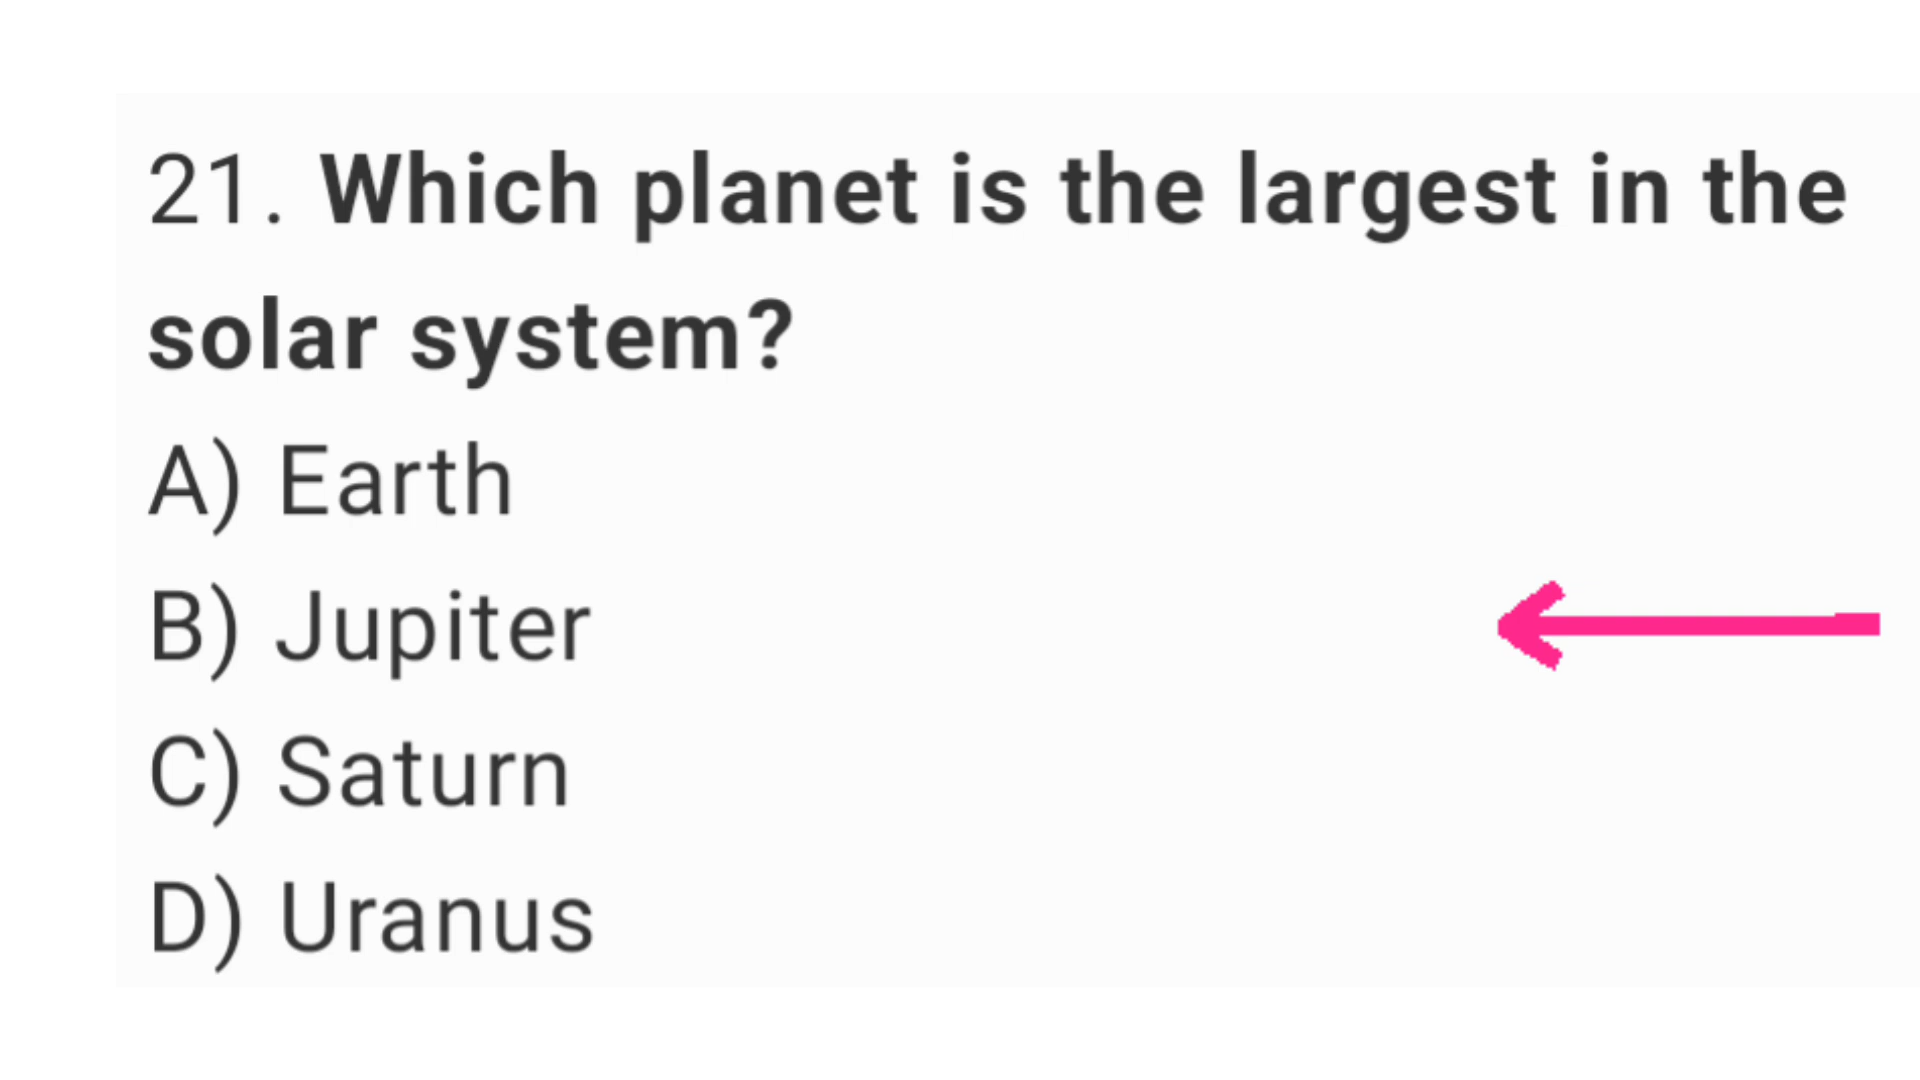 21. Which planet is the largest in the
solar system?
A) Earth
B) Jupiter
C) Saturn
D) Uranus